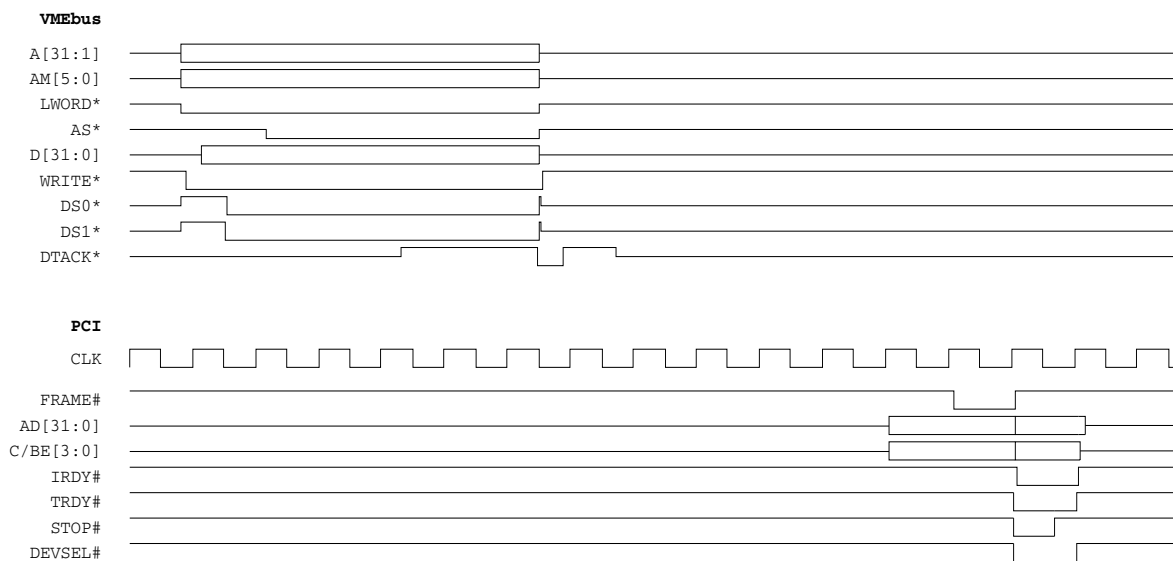 VMEbus
A[31:1]
AM[5:0]
LWORD*
AS*
D[31:0]
WRITE*
DS0*
DS1*
DTACK*
PCI
CLK
FRAME#
AD[31:0]
C/BE[3:0]
IRDY#
TRDY#
STOP#
DEVSEL#